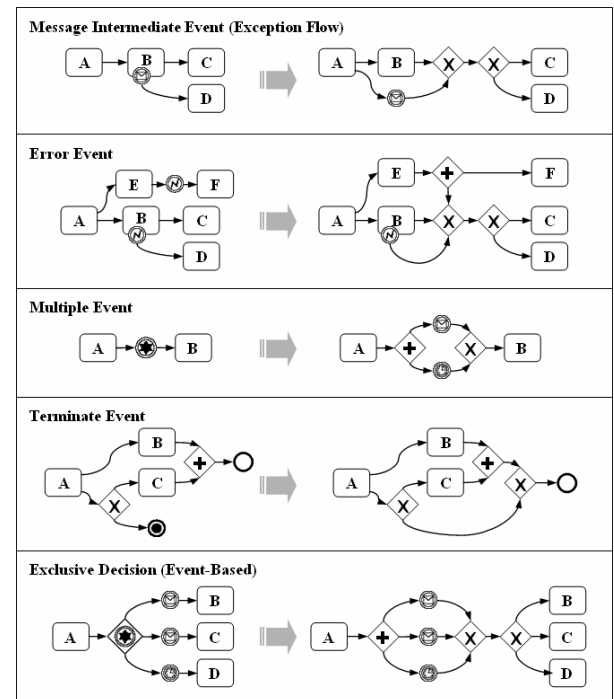 Message Intermediate Event (Exception Flow)
A B C A B X X C
D D
Error Event
E F E + F
A B C A B X X C
D D
Multiple Event
A B A + X B
Terminate Event
B B
+ +
A C A C X
X X
Exclusive Decision (Event-Based)
B B
A C A + X X C
D D